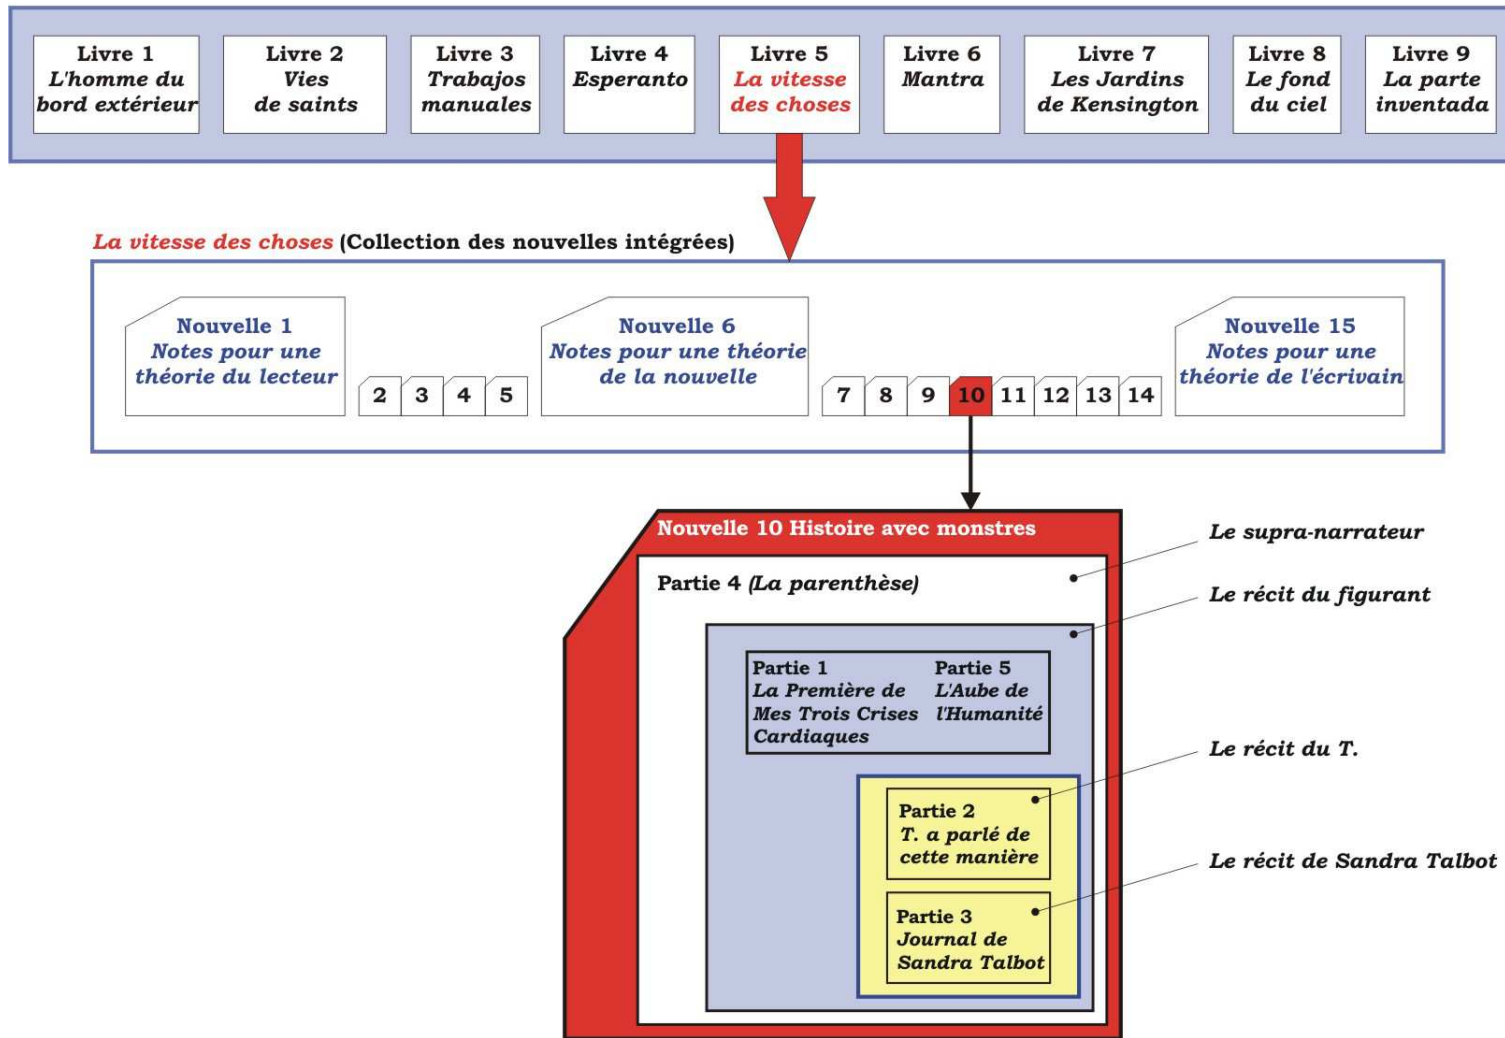 Livre 1
L'homme du
bord extérieur
Livre 2
Vies
de saints
Livre 3
Trabajos
manuales
Livre 4
Esperanto
Livre 5
La vitesse
des choses
Livre 6
Mantra
Livre 7
Les Jardins
de Kensington
Livre 8
Le fond
du ciel
Livre 9
La parte
inventada
La vitesse des choses (Collection des nouvelles intégrées)
Nouvelle 1
Notes pour une
théorie du lecteur
2 3 4 5
Nouvelle 6
Notes pour une théorie
de la nouvelle
7 8 9 10 11 12 13 14
Nouvelle 15
Notes pour une
théorie de l'écrivain
Nouvelle 10 Histoire avec monstres
Le supra-narrateur
Partie 4 (La parenthèse)
Le récit du figurant
Partie 1
La Première de
Mes Trois Crises
Cardiaques
Partie 5
L'Aube de
l'Humanité
Le récit du T.
Partie 2
T. a parlé de
cette manière
Le récit de Sandra Talbot
Partie 3
Journal de
Sandra Talbot